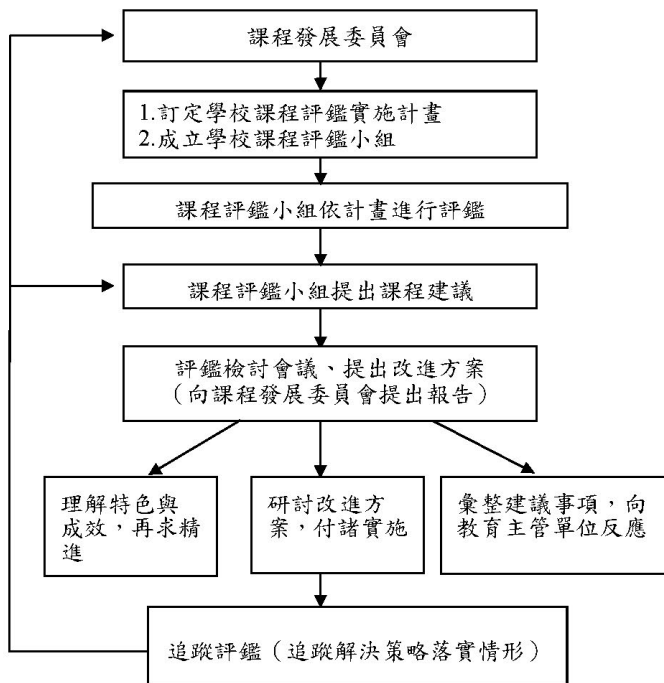 課程發展委員會
1.訂定學校課程評鑑實施計畫
2.成立學校課程評鑑小組
課程評鑑小組依計畫進行評鑑
課程評鑑小組提出課程建議
評鑑檢討會議、提出改進方案
（向課程發展委員會提出報告）
理解特色與
成效，再求精
進
研討改進方
案，付諸實施
彙整建議事項，向
教育主管單位反應
追蹤評鑑（追蹤解決策略落實情形）